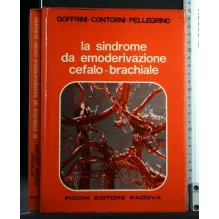 GOFFRINI · CONTORNI · PELLEGRINO
la sindrome
da emoderivazione
cefalo - brachiale
PICCIN EDITORE PADOVA